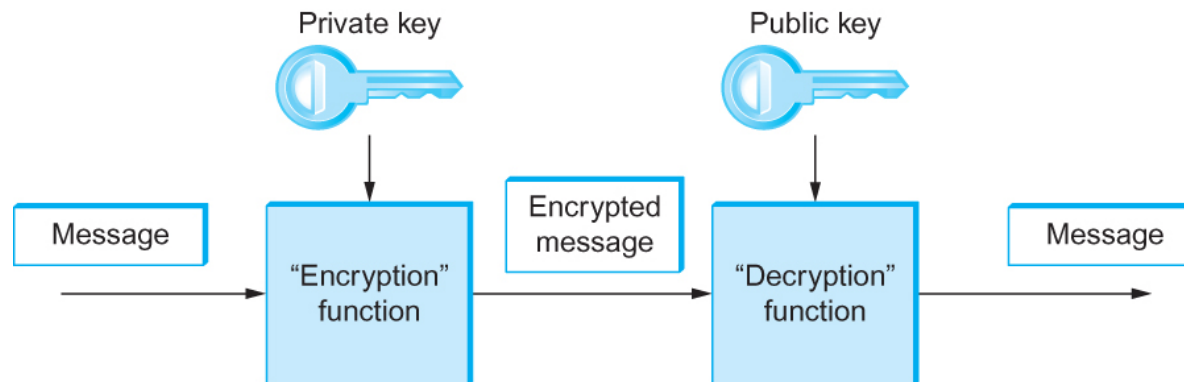 Private key
Public key
Message
“Encryption”
function
Encrypted
message
“Decryption”
function
Message